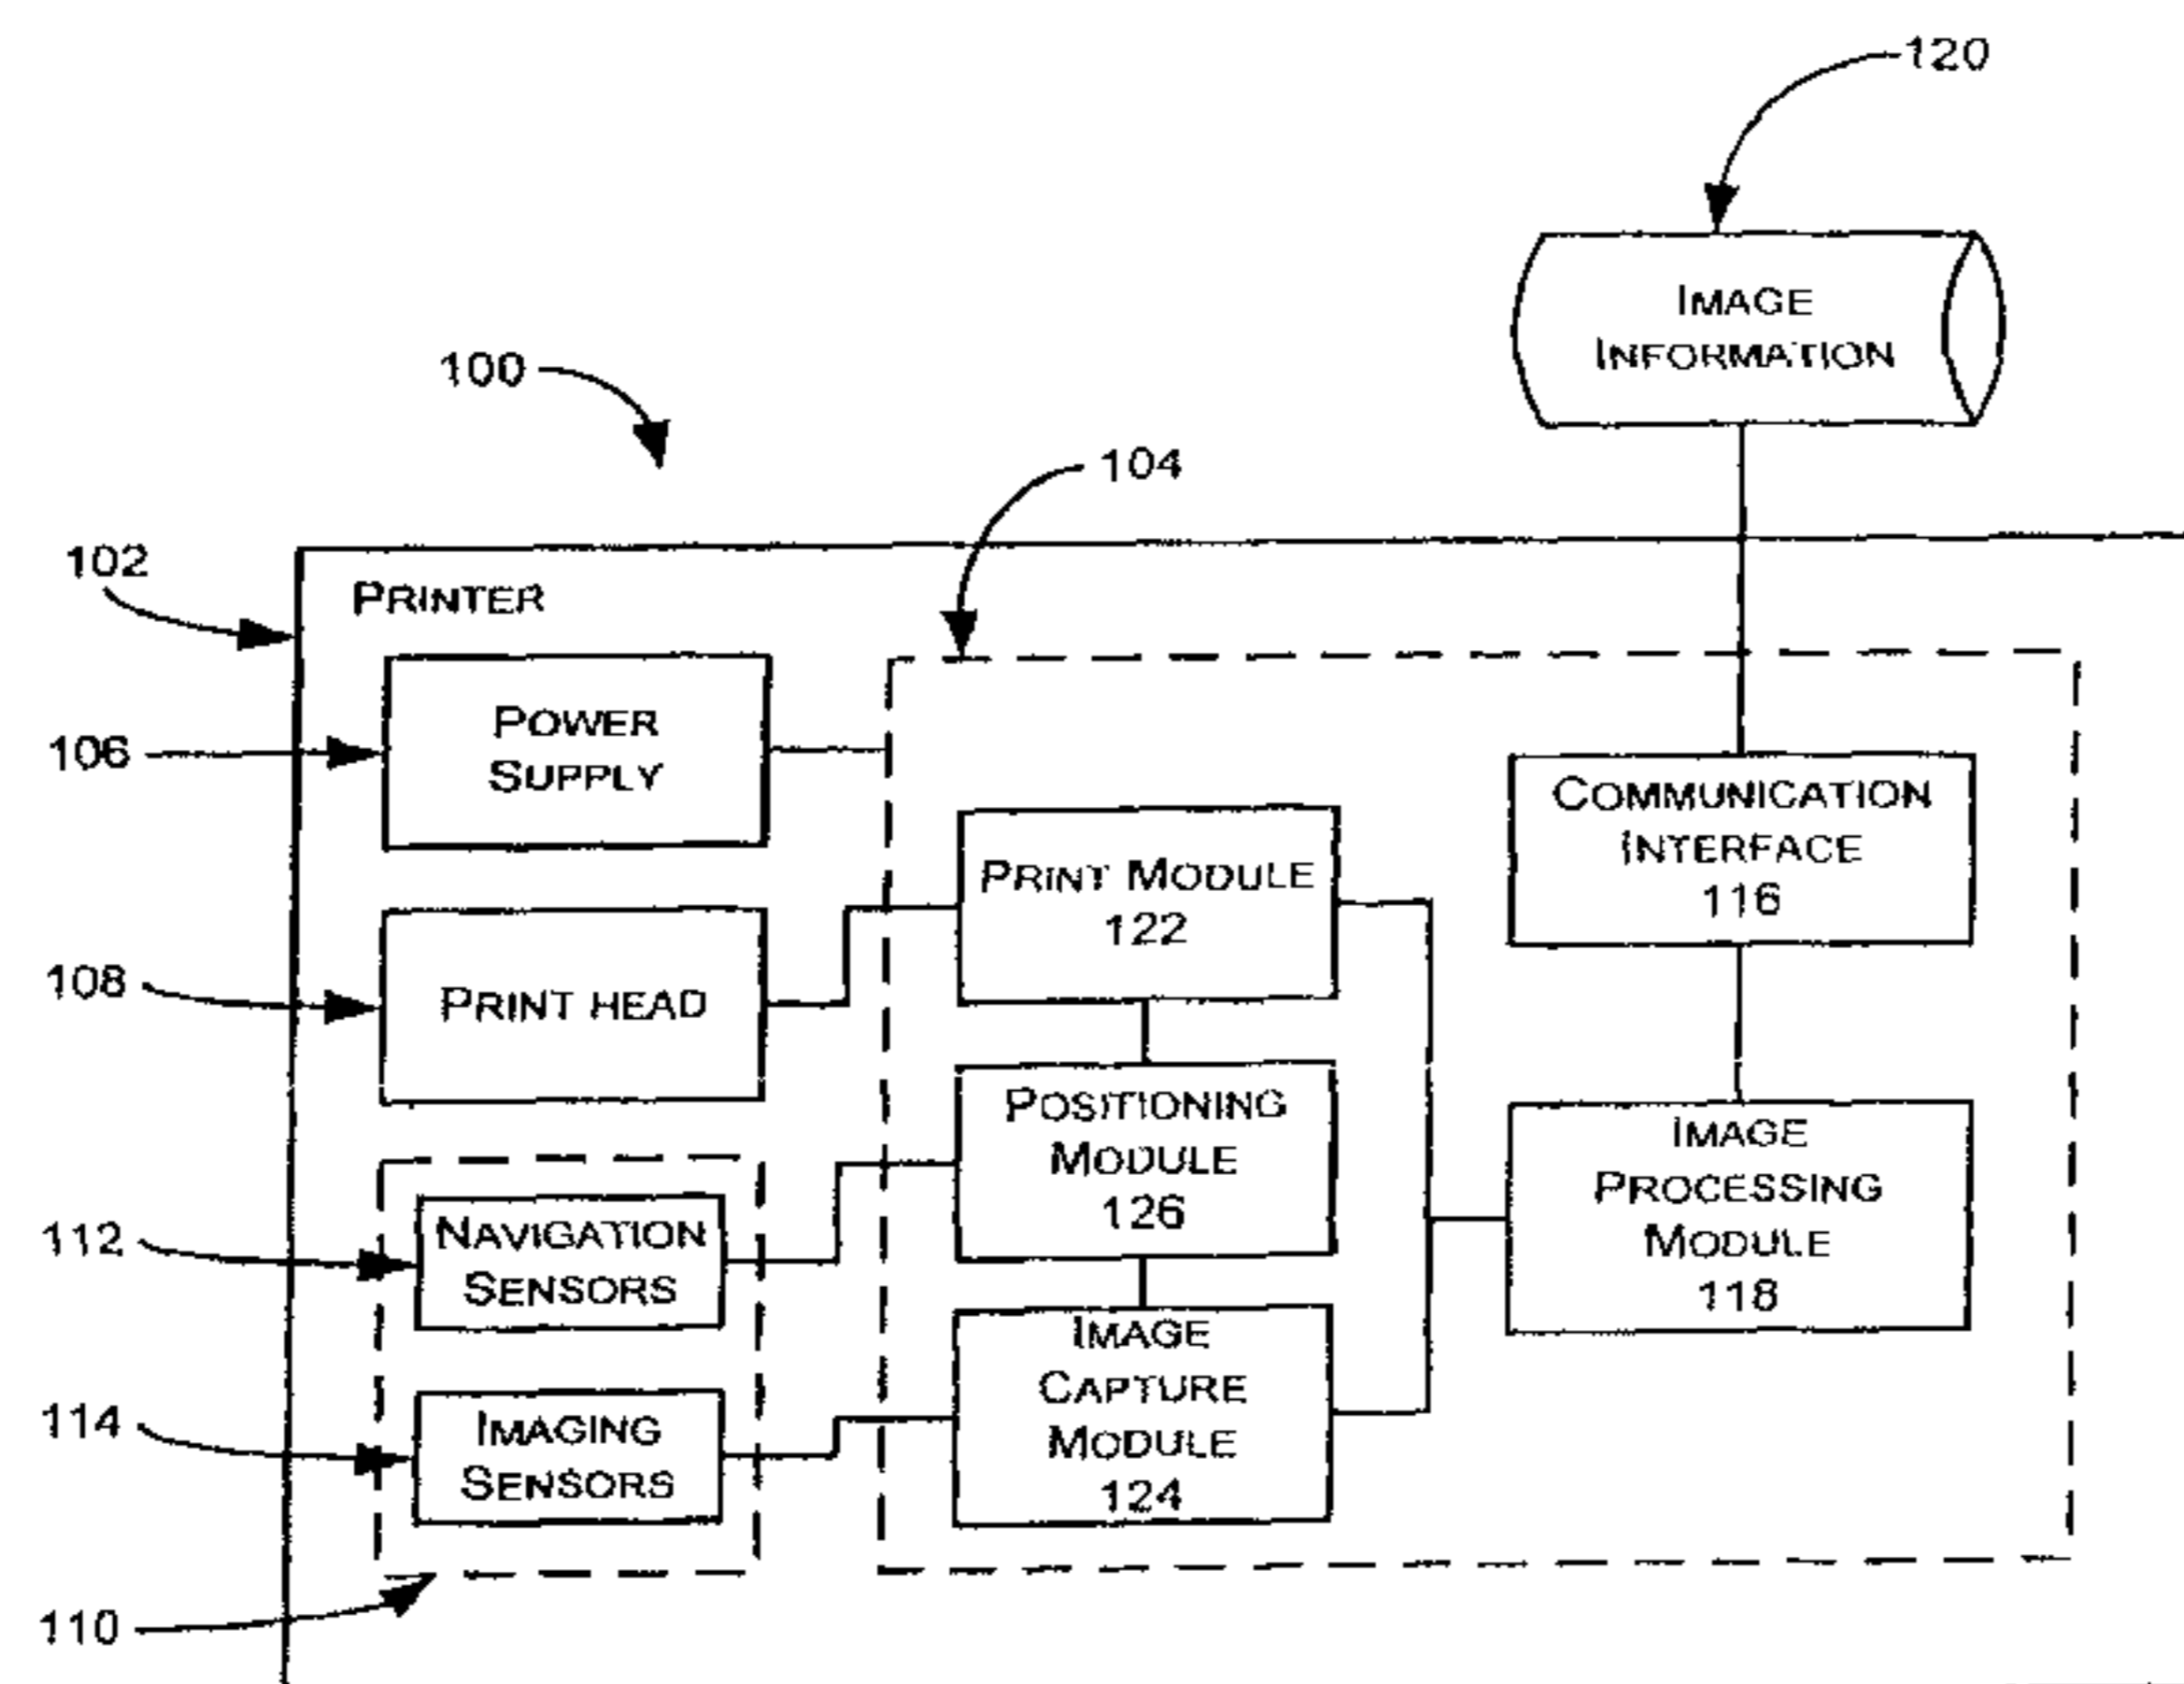 120
IMAGE
INFORMATION
100
104
102
PRINTER
106
POWER
SUPPLY
COMMUNICATION
INTERFACE
116
PRINT MODULE
122
108
PRINT HEAD
POSITIONING
MODULE
126
IMAGE
PROCESSING
MODULE
118
112
NAVIGATION
SENSORS
114
IMAGING
SENSORS
IMAGE
CAPTURE
MODULE
124
110